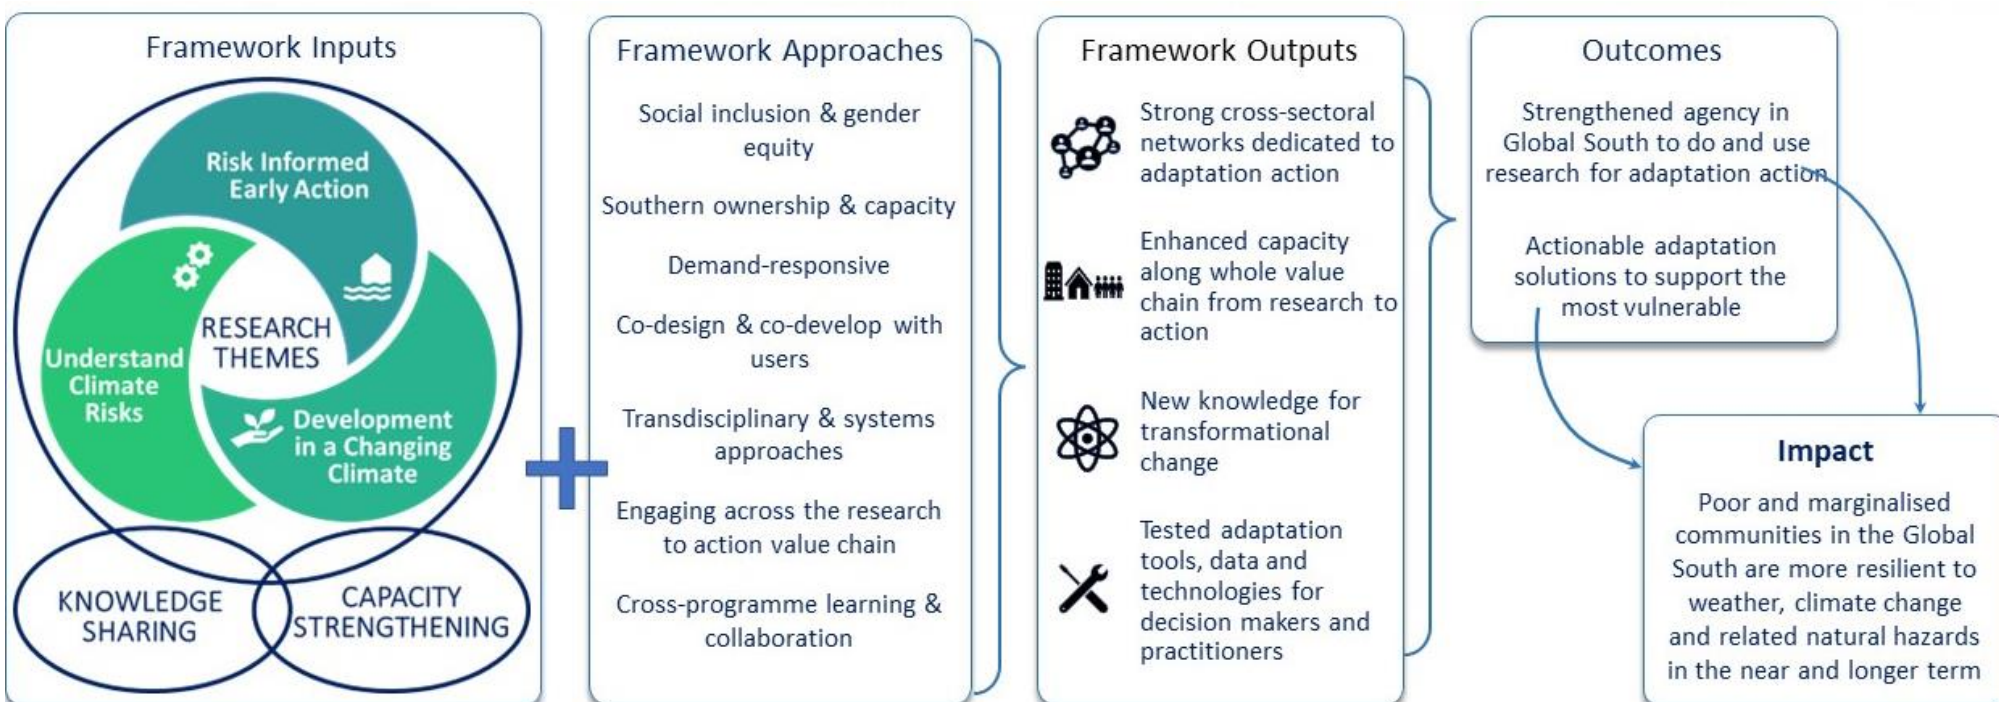 Framework Inputs
Risk Informed
Early Action
RESEARCH
THEMES
Understand
Climate
Risks
Development
in a Changing
Climate
KNOWLEDGE
SHARING
CAPACITY
STRENGTHENING
Framework Approaches
Social inclusion & gender
equity
Southern ownership & capacity
Demand-responsive
Co-design & co-develop with
users
Transdisciplinary & systems
approaches
Engaging across the research
to action value chain
Cross-programme learning &
collaboration
Framework Outputs
Strong cross-sectoral
networks dedicated to
adaptation action
Enhanced capacity
along whole value
chain from research to
action
New knowledge for
transformational
change
Tested adaptation
tools, data and
technologies for
decision makers and
practitioners
Outcomes
Strengthened agency in
Global South to do and use
research for adaptation action
Actionable adaptation
solutions to support the
most vulnerable
Impact
Poor and marginalised
communities in the Global
South are more resilient to
weather, climate change
and related natural hazards
in the near and longer term